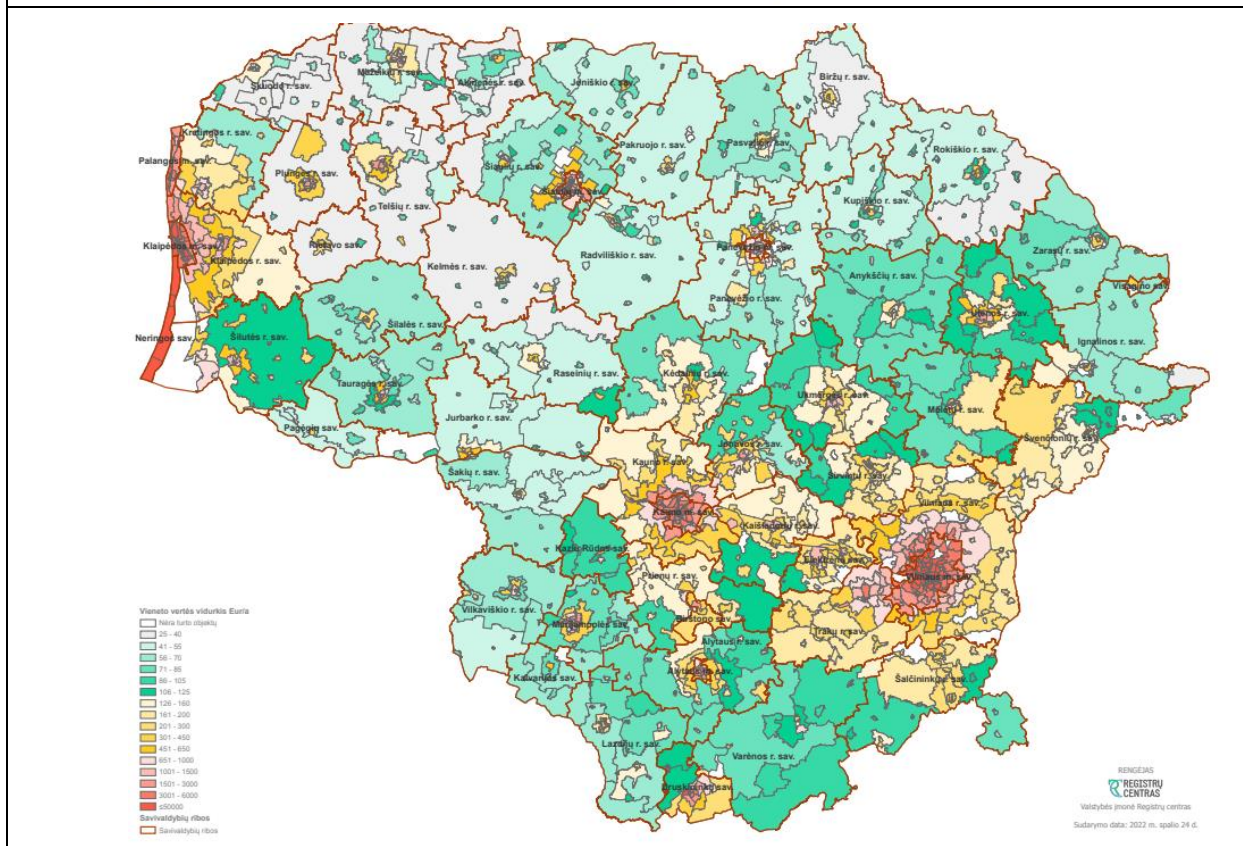 Skuodo r. sav.
Mažeikių r. sav.
Akmenės r. sav.
Joniškio r. sav.
Biržų r. sav.
Kretingos r. sav.
Palangos m. sav.
Plungės r. sav.
Telšių r. sav.
Šiaulių r. sav.
Šiaulių m. sav.
Pakruojo r. sav.
Pasvalio r. sav.
Rokiškio r. sav.
Kupiškio r. sav.
Klaipėdos m. sav.
Klaipėdos r. sav.
Rietavo sav.
Kelmės r. sav.
Radviliškio r. sav.
Panevėžio m. sav.
Panevėžio r. sav.
Anykščių r. sav.
Zarasų r. sav.
Visagino sav.
Utenos r. sav.
Ignalinos r. sav.
Neringos sav.
Šilutės r. sav.
Šilalės r. sav.
Tauragės r. sav.
Raseinių r. sav.
Kėdainių r. sav.
Ukmergės r. sav.
Molėtų r. sav.
Švenčionių r. sav.
Pagėgių sav.
Jurbarko r. sav.
Šakių r. sav.
Kauno r. sav.
Jonavos r. sav.
Širvintų r. sav.
Vilniaus r. sav.
Kauno m. sav.
Kaišiadorių r. sav.
Kazlų Rūdos sav.
Elektrėnų sav.
Vilniaus m. sav.
Prienų r. sav.
Vilkaviškio r. sav.
Marijampolės sav.
Birštono sav.
Trakų r. sav.
Alytaus r. sav.
Alytaus m. sav.
Šalčininkų r. sav.
Kalvarijos sav.
Lazdijų r. sav.
Varėnos r. sav.
Druskininkų sav.
Vieneto vertės vidurkis Eur/a
Nėra turto objektų
25 - 40
41 - 55
56 - 70
71 - 85
86 - 105
106 - 125
126 - 160
161 - 200
201 - 300
301 - 450
451 - 650
651 - 1000
1001 - 1500
1501 - 3000
3001 - 6000
≤50000
Savivaldybių ribos
Savivaldybių ribos
RENGĖJAS
REGISTRŲ
CENTRAS
Valstybės įmonė Registrų centras
Sudarymo data: 2022 m. spalio 24 d.